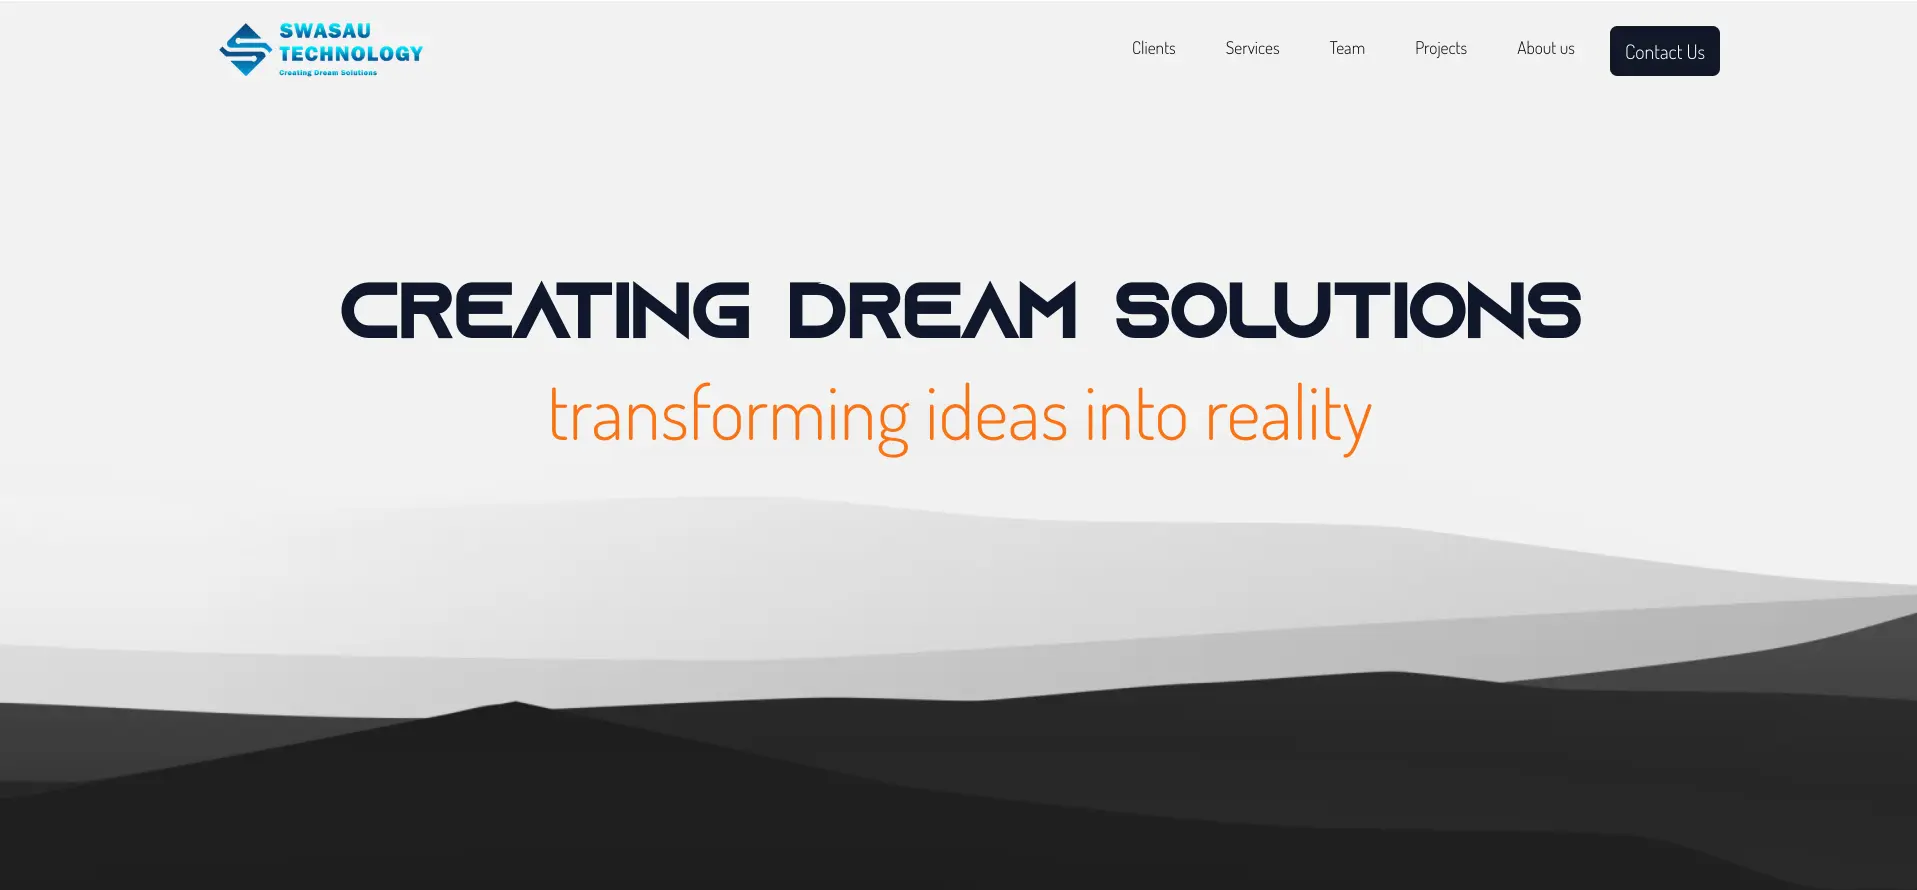 SWASAU
TECHNOLOGY
Creating Dream Solutions
Clients
Services
Team
Projects
About us
Contact Us
CREATING DREAM SOLUTIONS
transforming ideas into reality